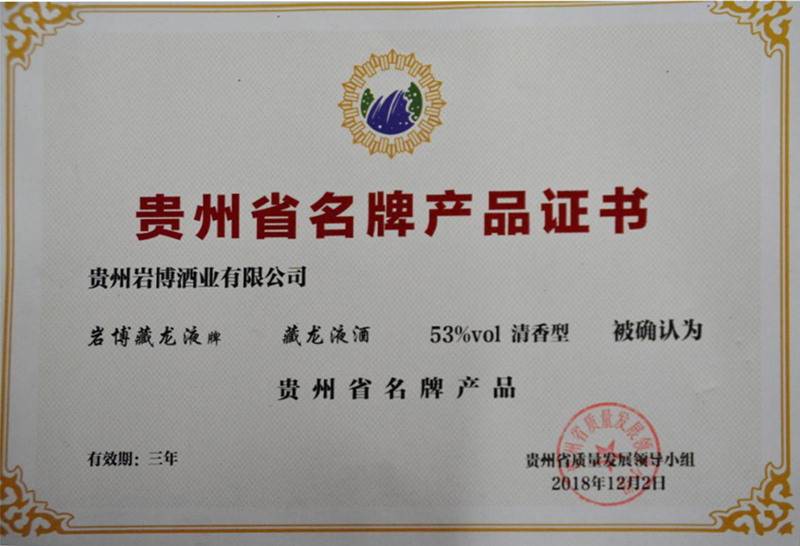 贵州省名牌产品证书
贵州岩博酒业有限公司
岩博藏龙液牌 藏龙液酒 53%vol 清香型 被确认为
贵州省名牌产品
有效期：三年
贵州省质量发展领导小组
2018年12月2日